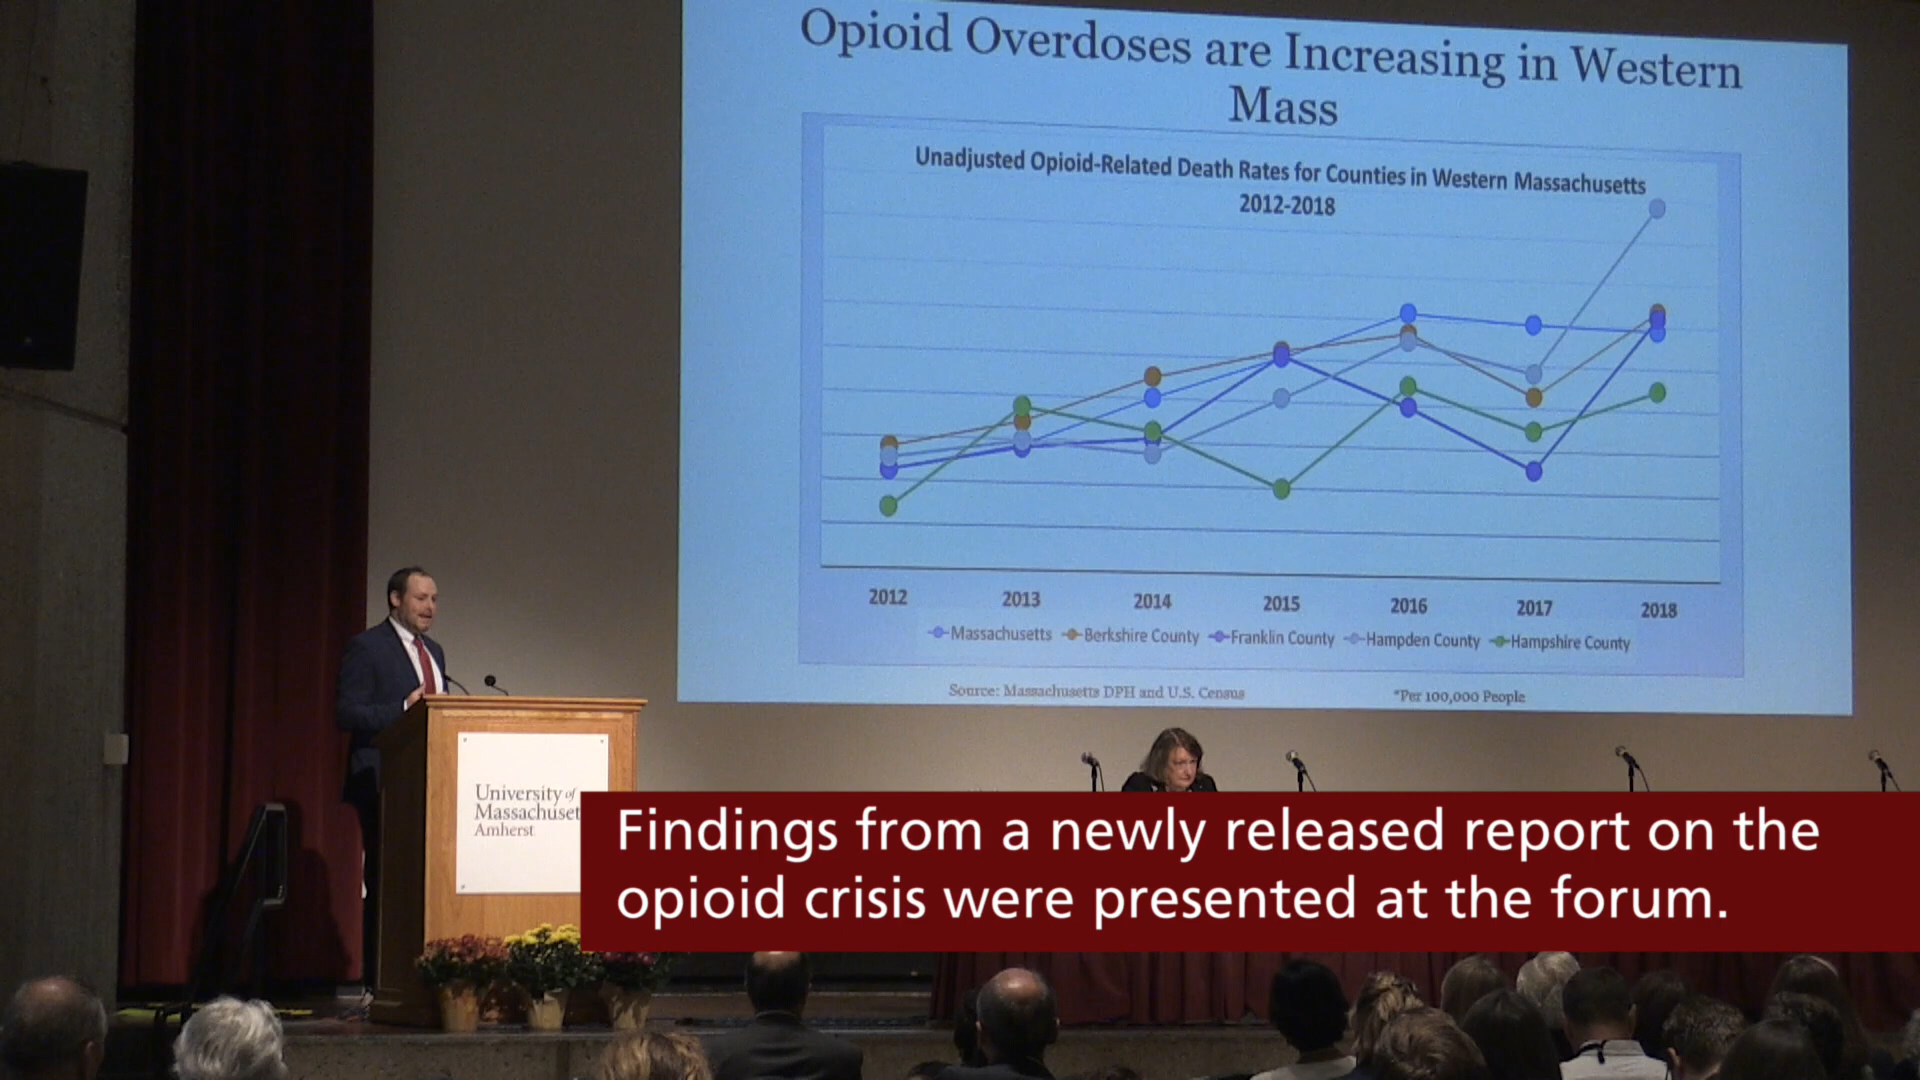 Opioid Overdoses are Increasing in Western
Mass
Unadjusted Opioid-Related Death Rates for Counties in Western Massachusetts
2012-2018
2012 2013 2014 2015 2016 2017 2018
Massachusetts Berkshire County Franklin County Hampden County Hampshire County
Source: Massachusetts DPH and U.S. Census
*Per 100,000 People
University of
Massachuset
Amherst
Findings from a newly released report on the
opioid crisis were presented at the forum.